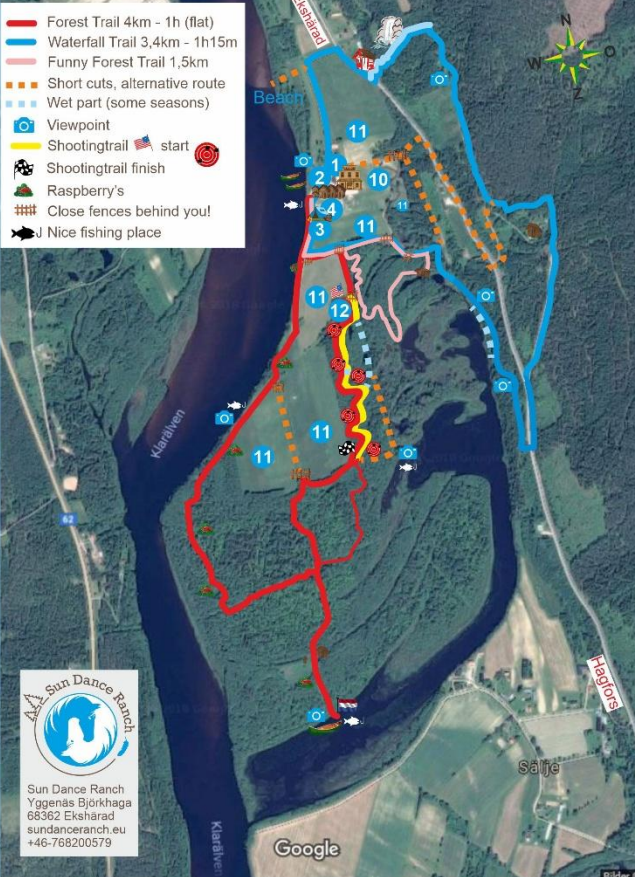 Forest Trail 4km - 1h (flat)
Waterfall Trail 3,4km - 1h15m
Funny Forest Trail 1,5km
Short cuts, alternative route
Wet part (some seasons)
Viewpoint
Shootingtrail start
Shootingtrail finish
Raspberry's
Close fences behind you!
Nice fishing place
Ekshärad
N
W O
Z
Beach
11
1
2
10
4
11
3
11
11
12
11
11
Klarälven
62
Hagfors
Sälje
Sun Dance Ranch
Sun Dance Ranch
Yggenäs Björkhaga
68362 Ekshärad
sundanceranch.eu
+46-768200579
Klarälven
Google